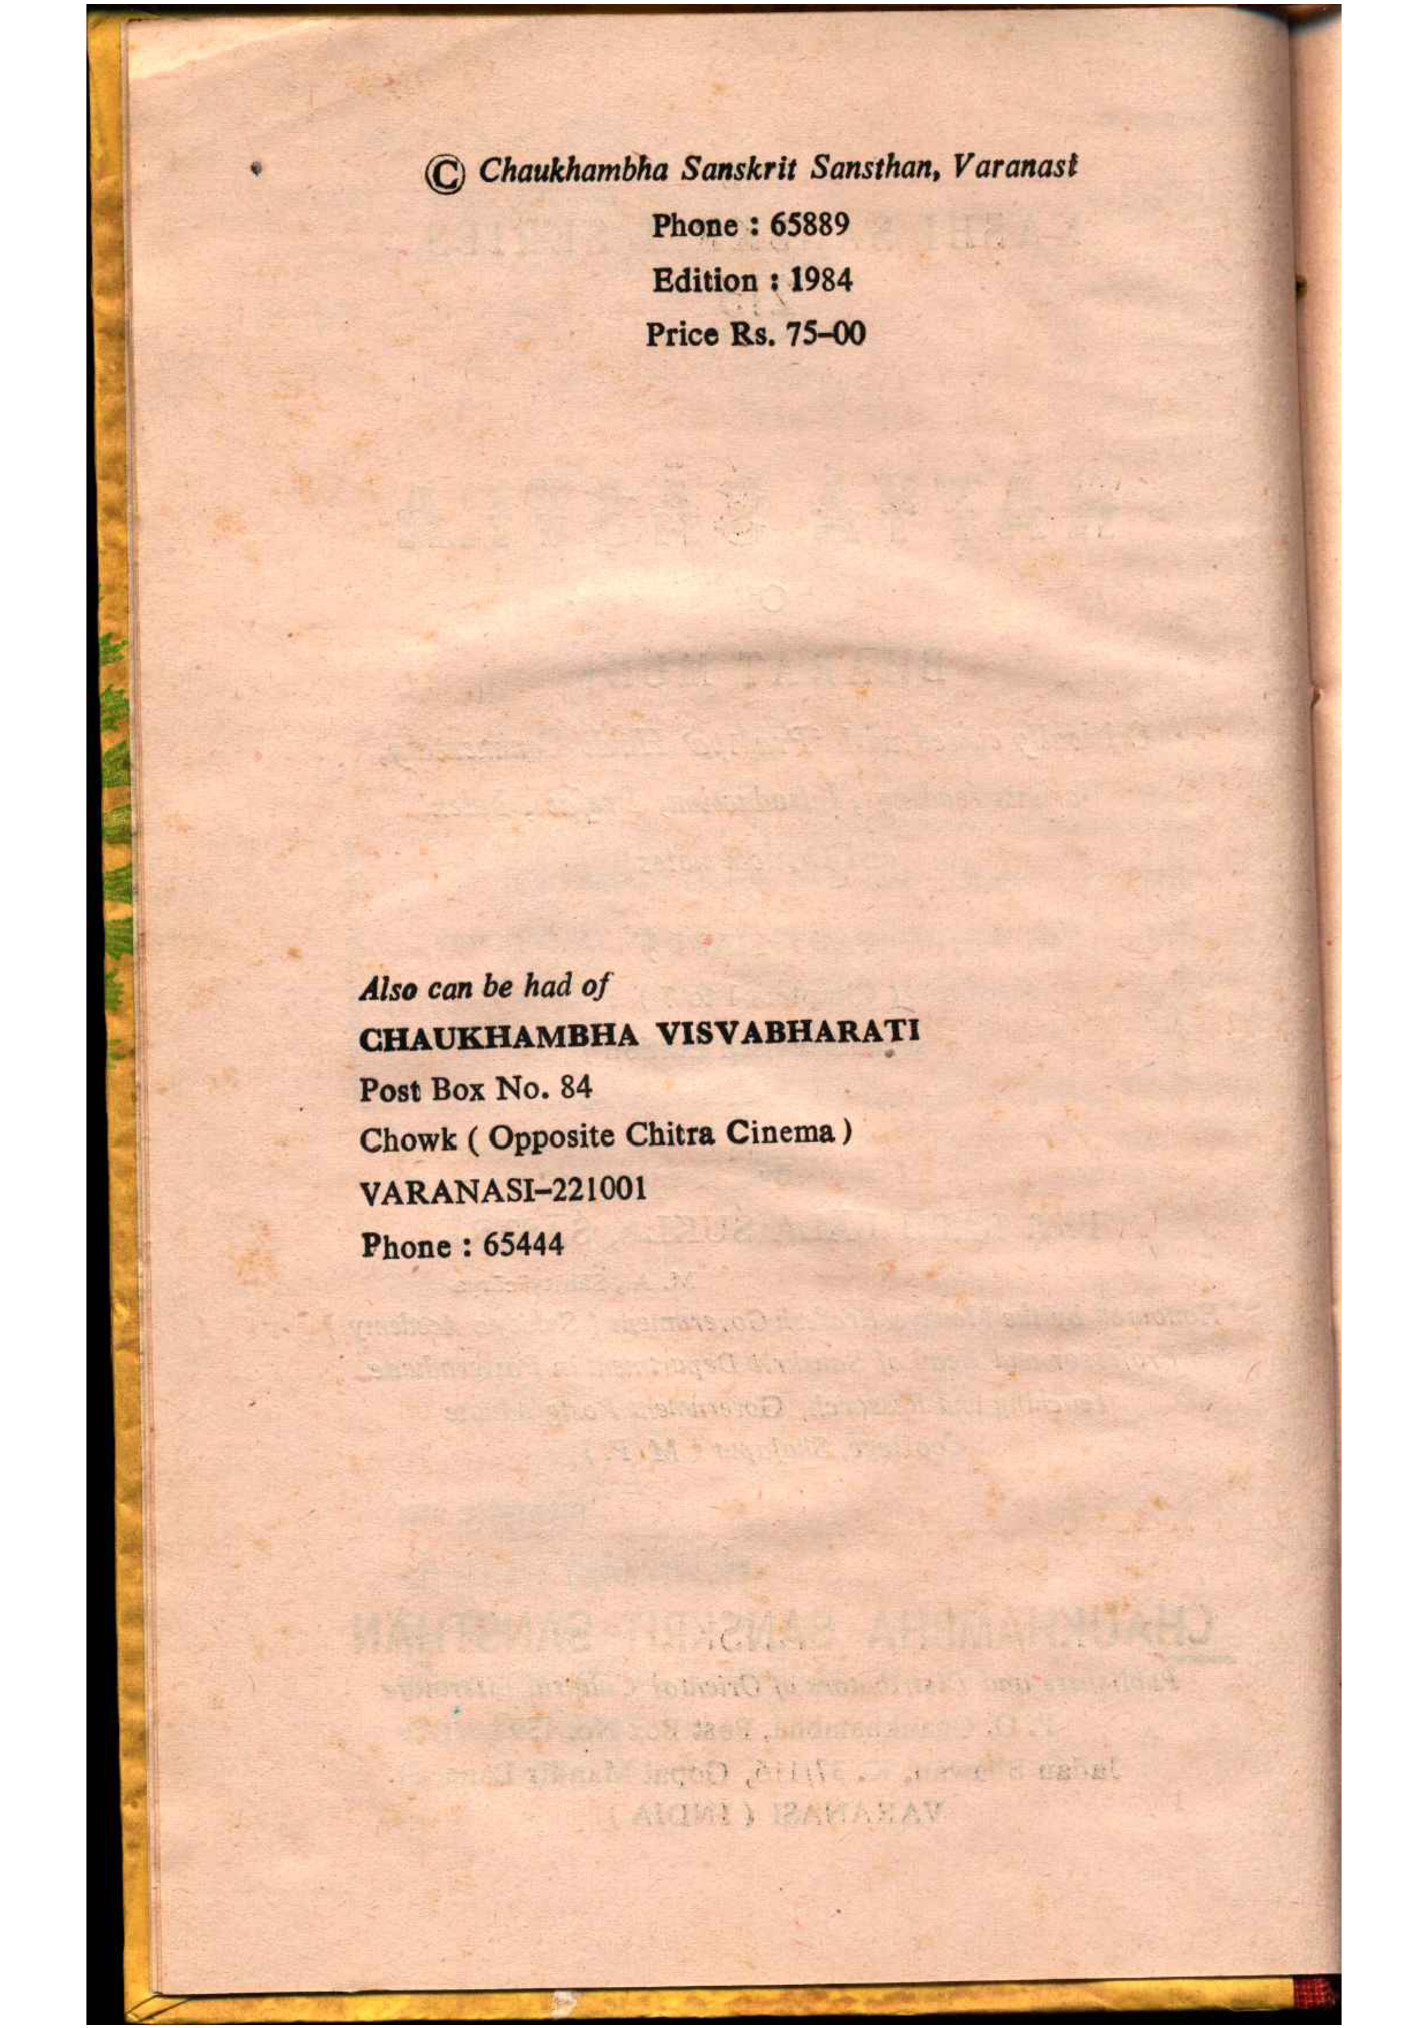 © Chaukhambha Sanskrit Sansthan, Varanasi
Phone : 65889
Edition : 1984
Price Rs. 75–00
Also can be had of
CHAUKHAMBHA VISVABHARATI
Post Box No. 84
Chowk ( Opposite Chitra Cinema )
VARANASI–221001
Phone : 65444